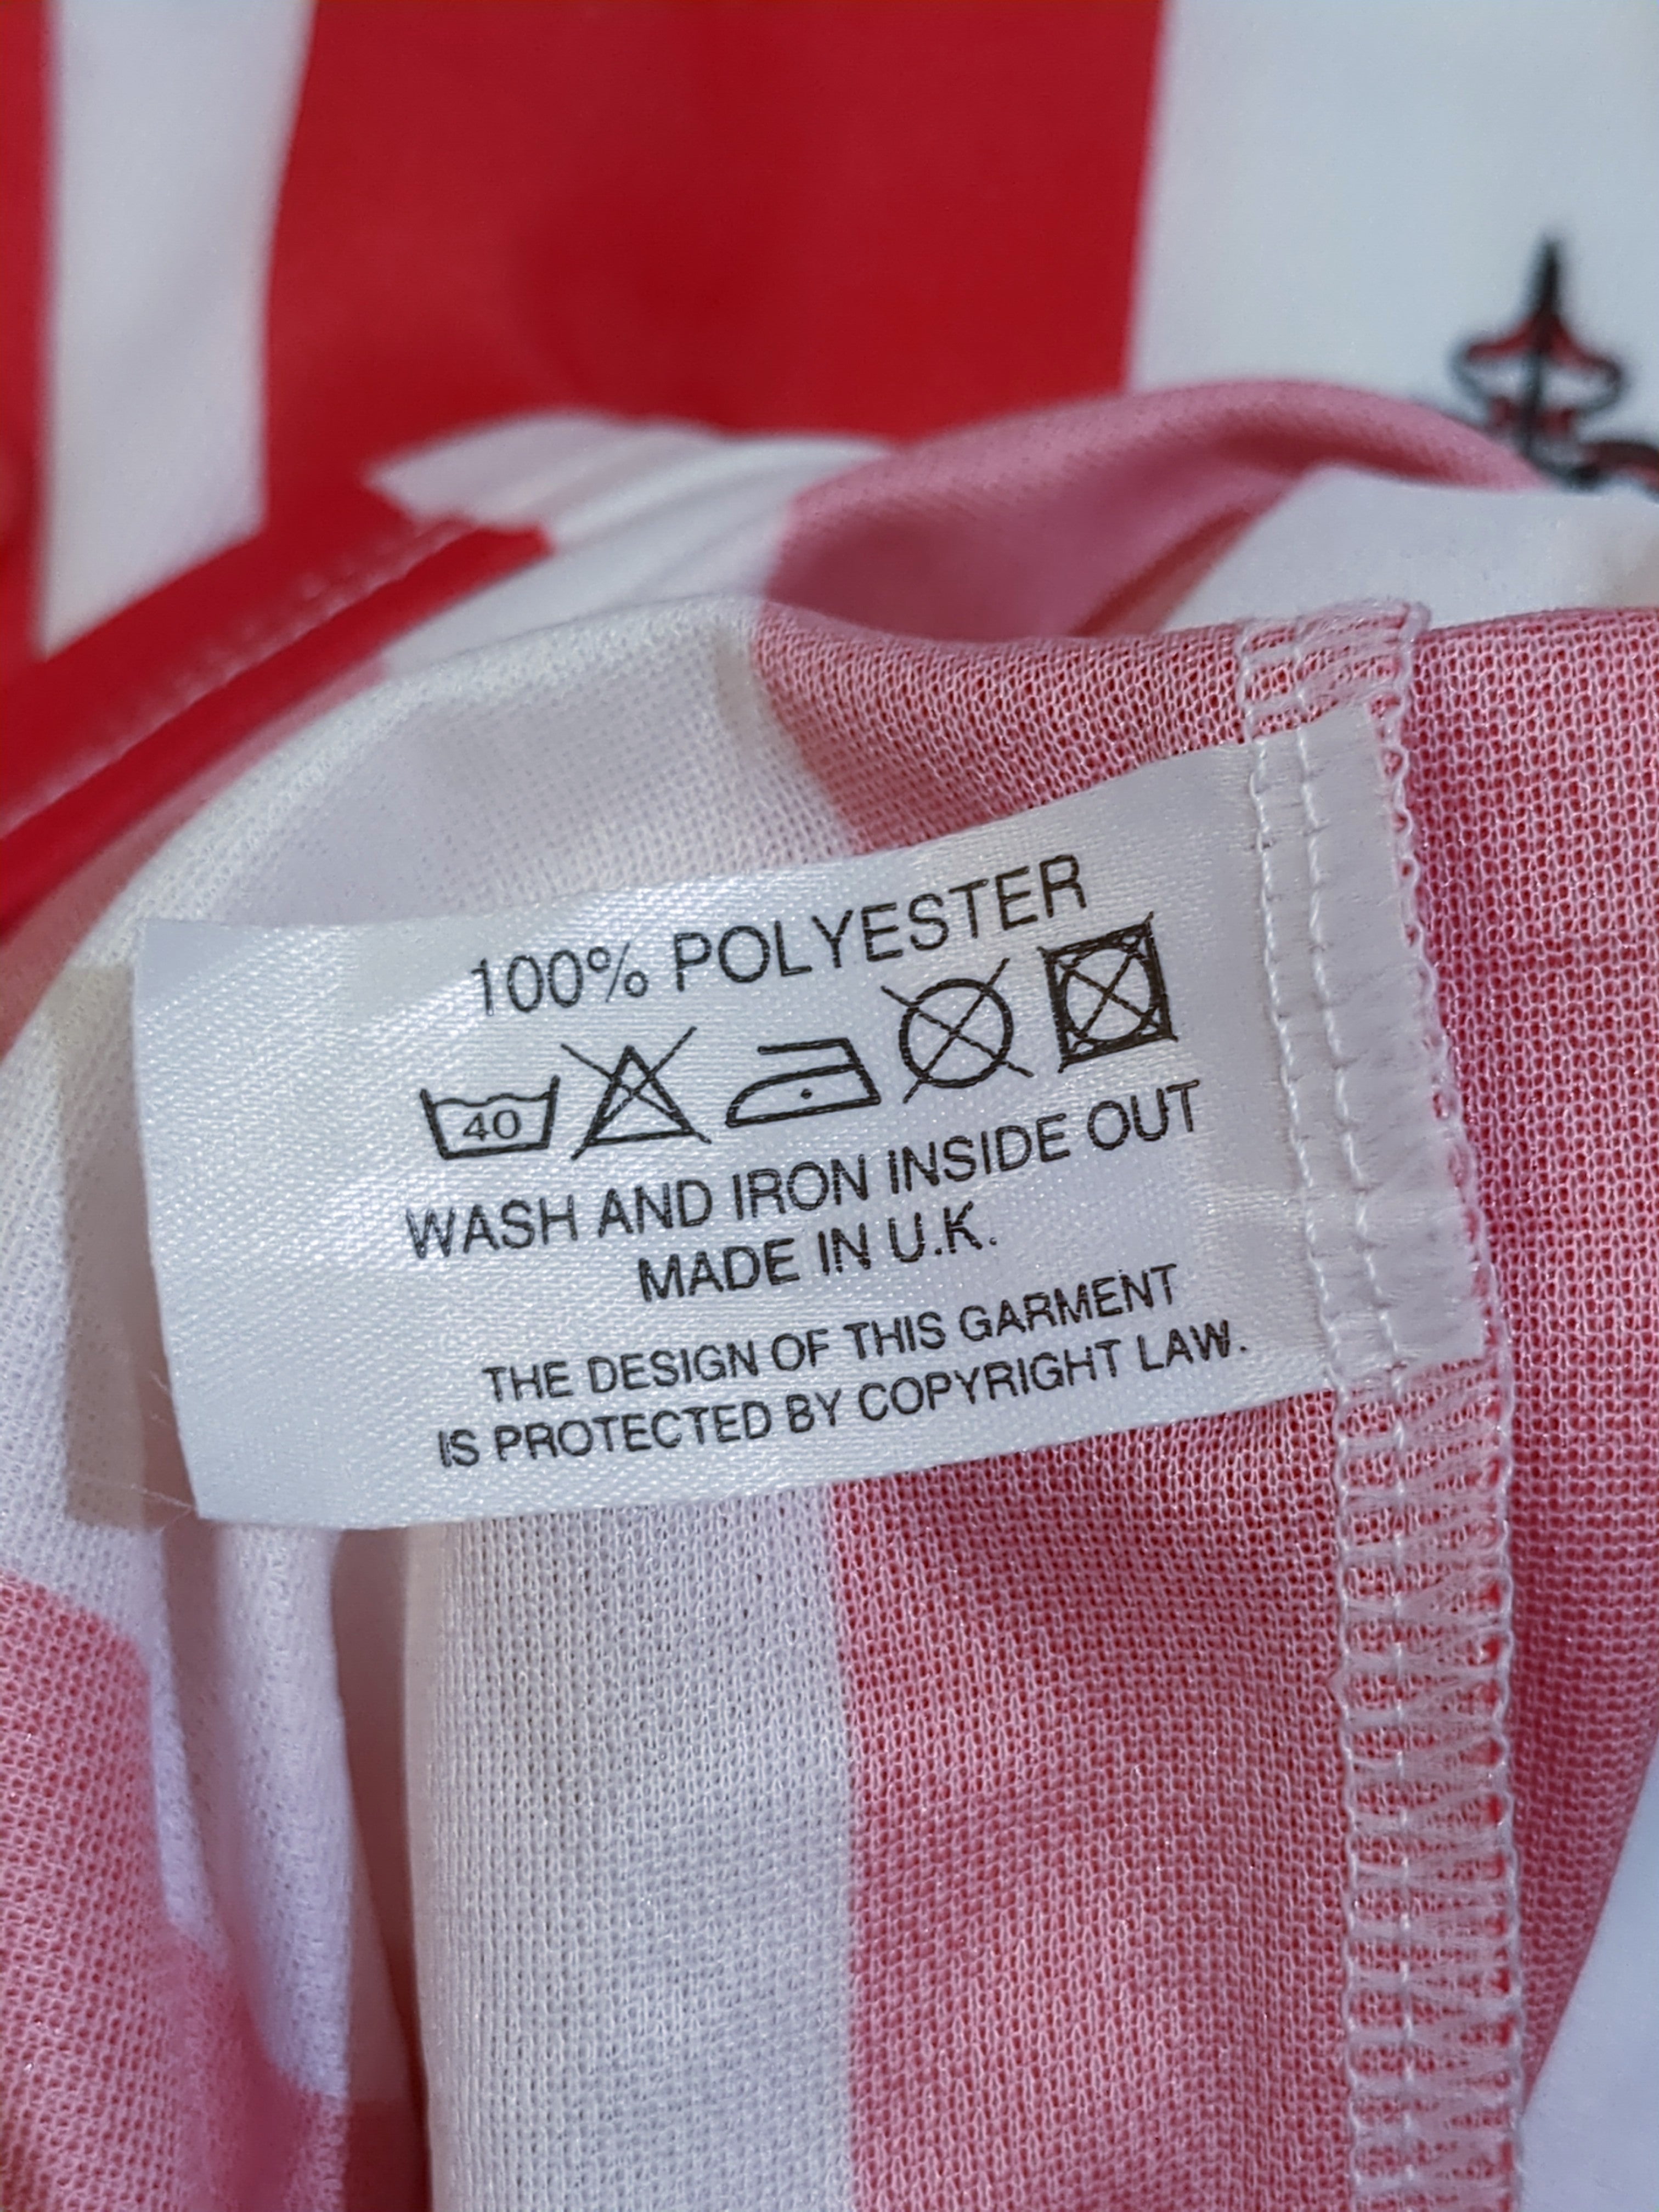 100% POLYESTER
40
WASH AND IRON INSIDE OUT
MADE IN U.K.
THE DESIGN OF THIS GARMENT
IS PROTECTED BY COPYRIGHT LAW.